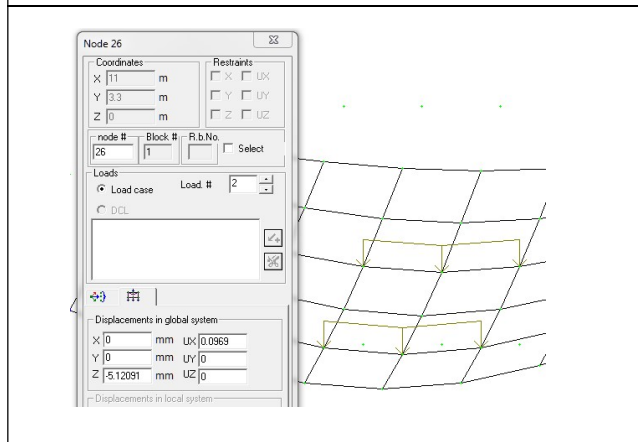 Node 26
Coordinates
Restraints
X 11 m
X UX
Y 3.3 m
Y UY
Z 0 m
Z UZ
node # Block # R.b.No.
26 1 Select
Loads
Load case Load. # 2
DCL
Displacements in global system
X 0 mm UX 0.0969
Y 0 mm UY 0
Z -5.12091 mm UZ 0
Displacements in local system